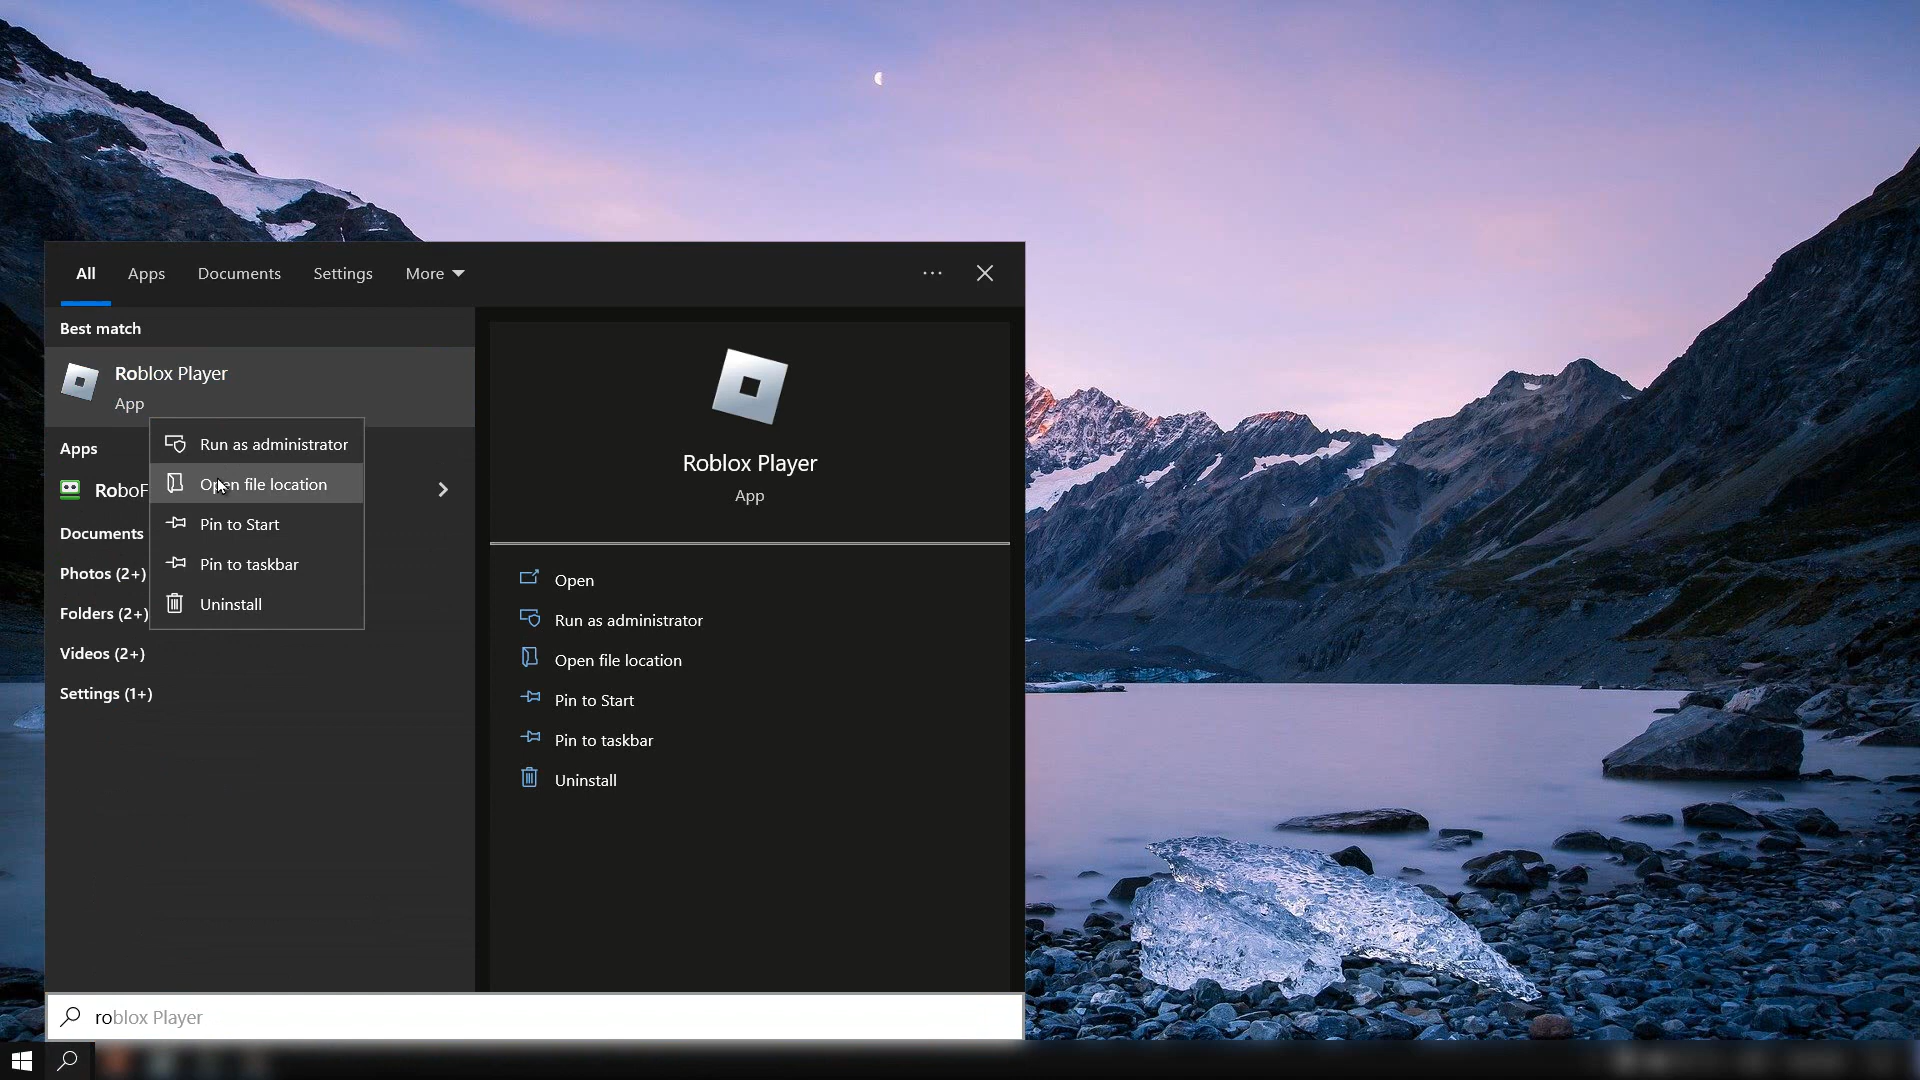 All
Apps
Documents
Settings
More
Best match
Roblox Player
App
Apps
RoboF
Documents
Photos (2+)
Folders (2+)
Videos (2+)
Settings (1+)
Run as administrator
Open file location
Pin to Start
Pin to taskbar
Uninstall
Roblox Player
App
Open
Run as administrator
Open file location
Pin to Start
Pin to taskbar
Uninstall
roblox Player